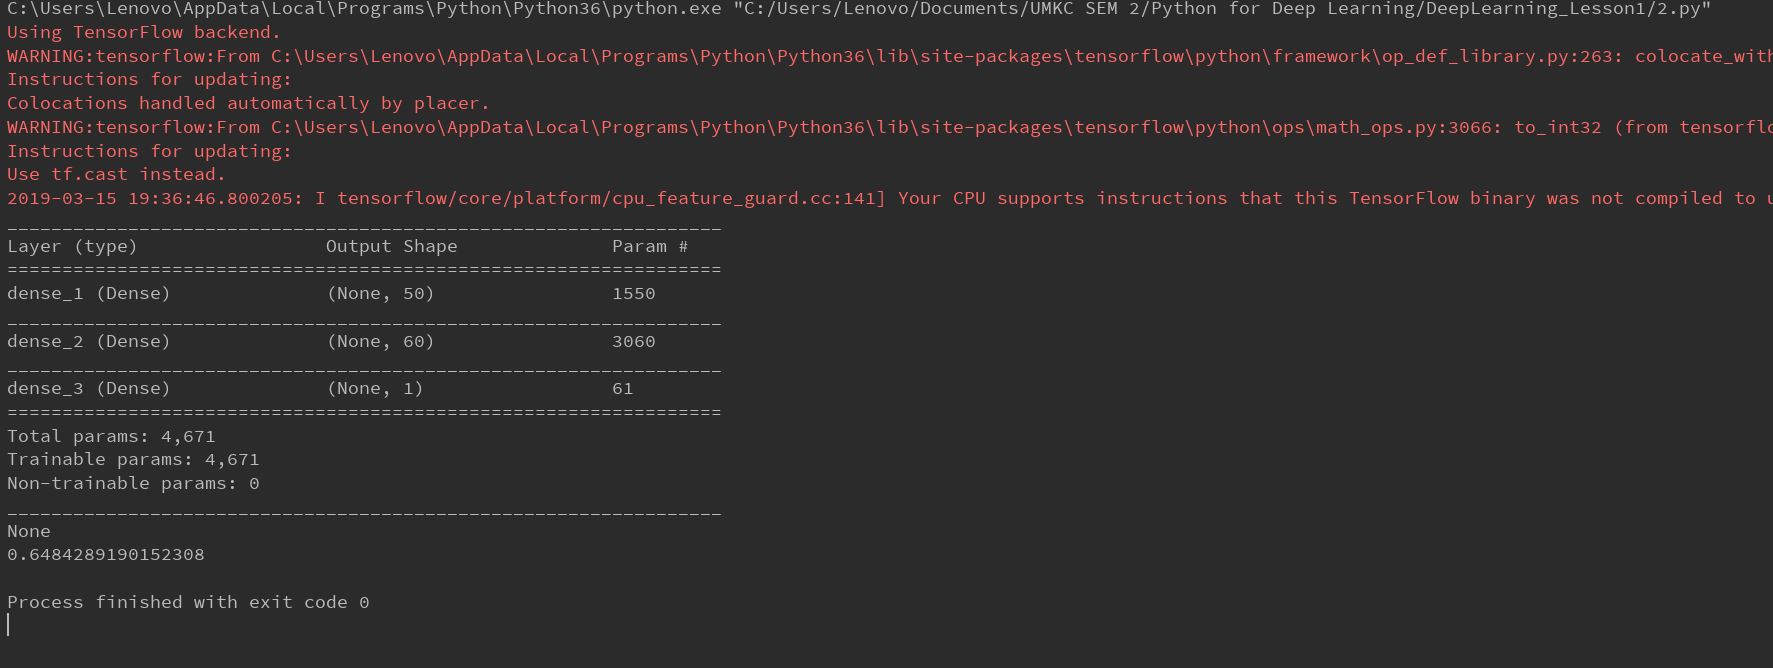 C:\Users\Lenovo\AppData\Local\Programs\Python\Python36\python.exe "C:/Users/Lenovo/Documents/UMKC SEM 2/Python for Deep Learning/DeepLearning_Lesson1/2.py"
Using TensorFlow backend.
WARNING:tensorflow:From C:\Users\Lenovo\AppData\Local\Programs\Python\Python36\lib\site-packages\tensorflow\python\framework\op_def_library.py:263: colocate_with
Instructions for updating:
Colocations handled automatically by placer.
WARNING:tensorflow:From C:\Users\Lenovo\AppData\Local\Programs\Python\Python36\lib\site-packages\tensorflow\python\ops\math_ops.py:3066: to_int32 (from tensorflo
Instructions for updating:
Use tf.cast instead.
2019-03-15 19:36:46.800205: I tensorflow/core/platform/cpu_feature_guard.cc:141] Your CPU supports instructions that this TensorFlow binary was not compiled to u
_________________________________________________________________
Layer (type)                 Output Shape              Param #
=================================================================
dense_1 (Dense)              (None, 50)                1550
_________________________________________________________________
dense_2 (Dense)              (None, 60)                3060
_________________________________________________________________
dense_3 (Dense)              (None, 1)                 61
=================================================================
Total params: 4,671
Trainable params: 4,671
Non-trainable params: 0
_________________________________________________________________
None
0.6484289190152308
Process finished with exit code 0